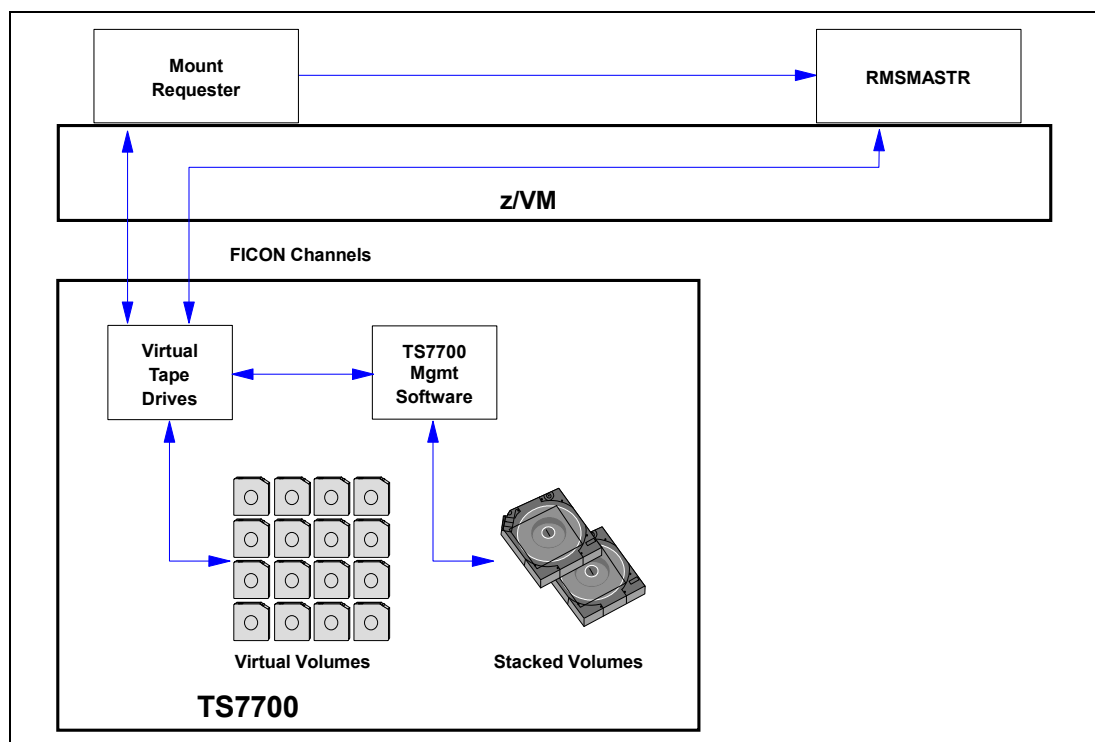 Mount
Requester
RMSMASTR
z/VM
FICON Channels
Virtual
Tape
Drives
TS7700
Mgmt
Software
Virtual Volumes
Stacked Volumes
TS7700